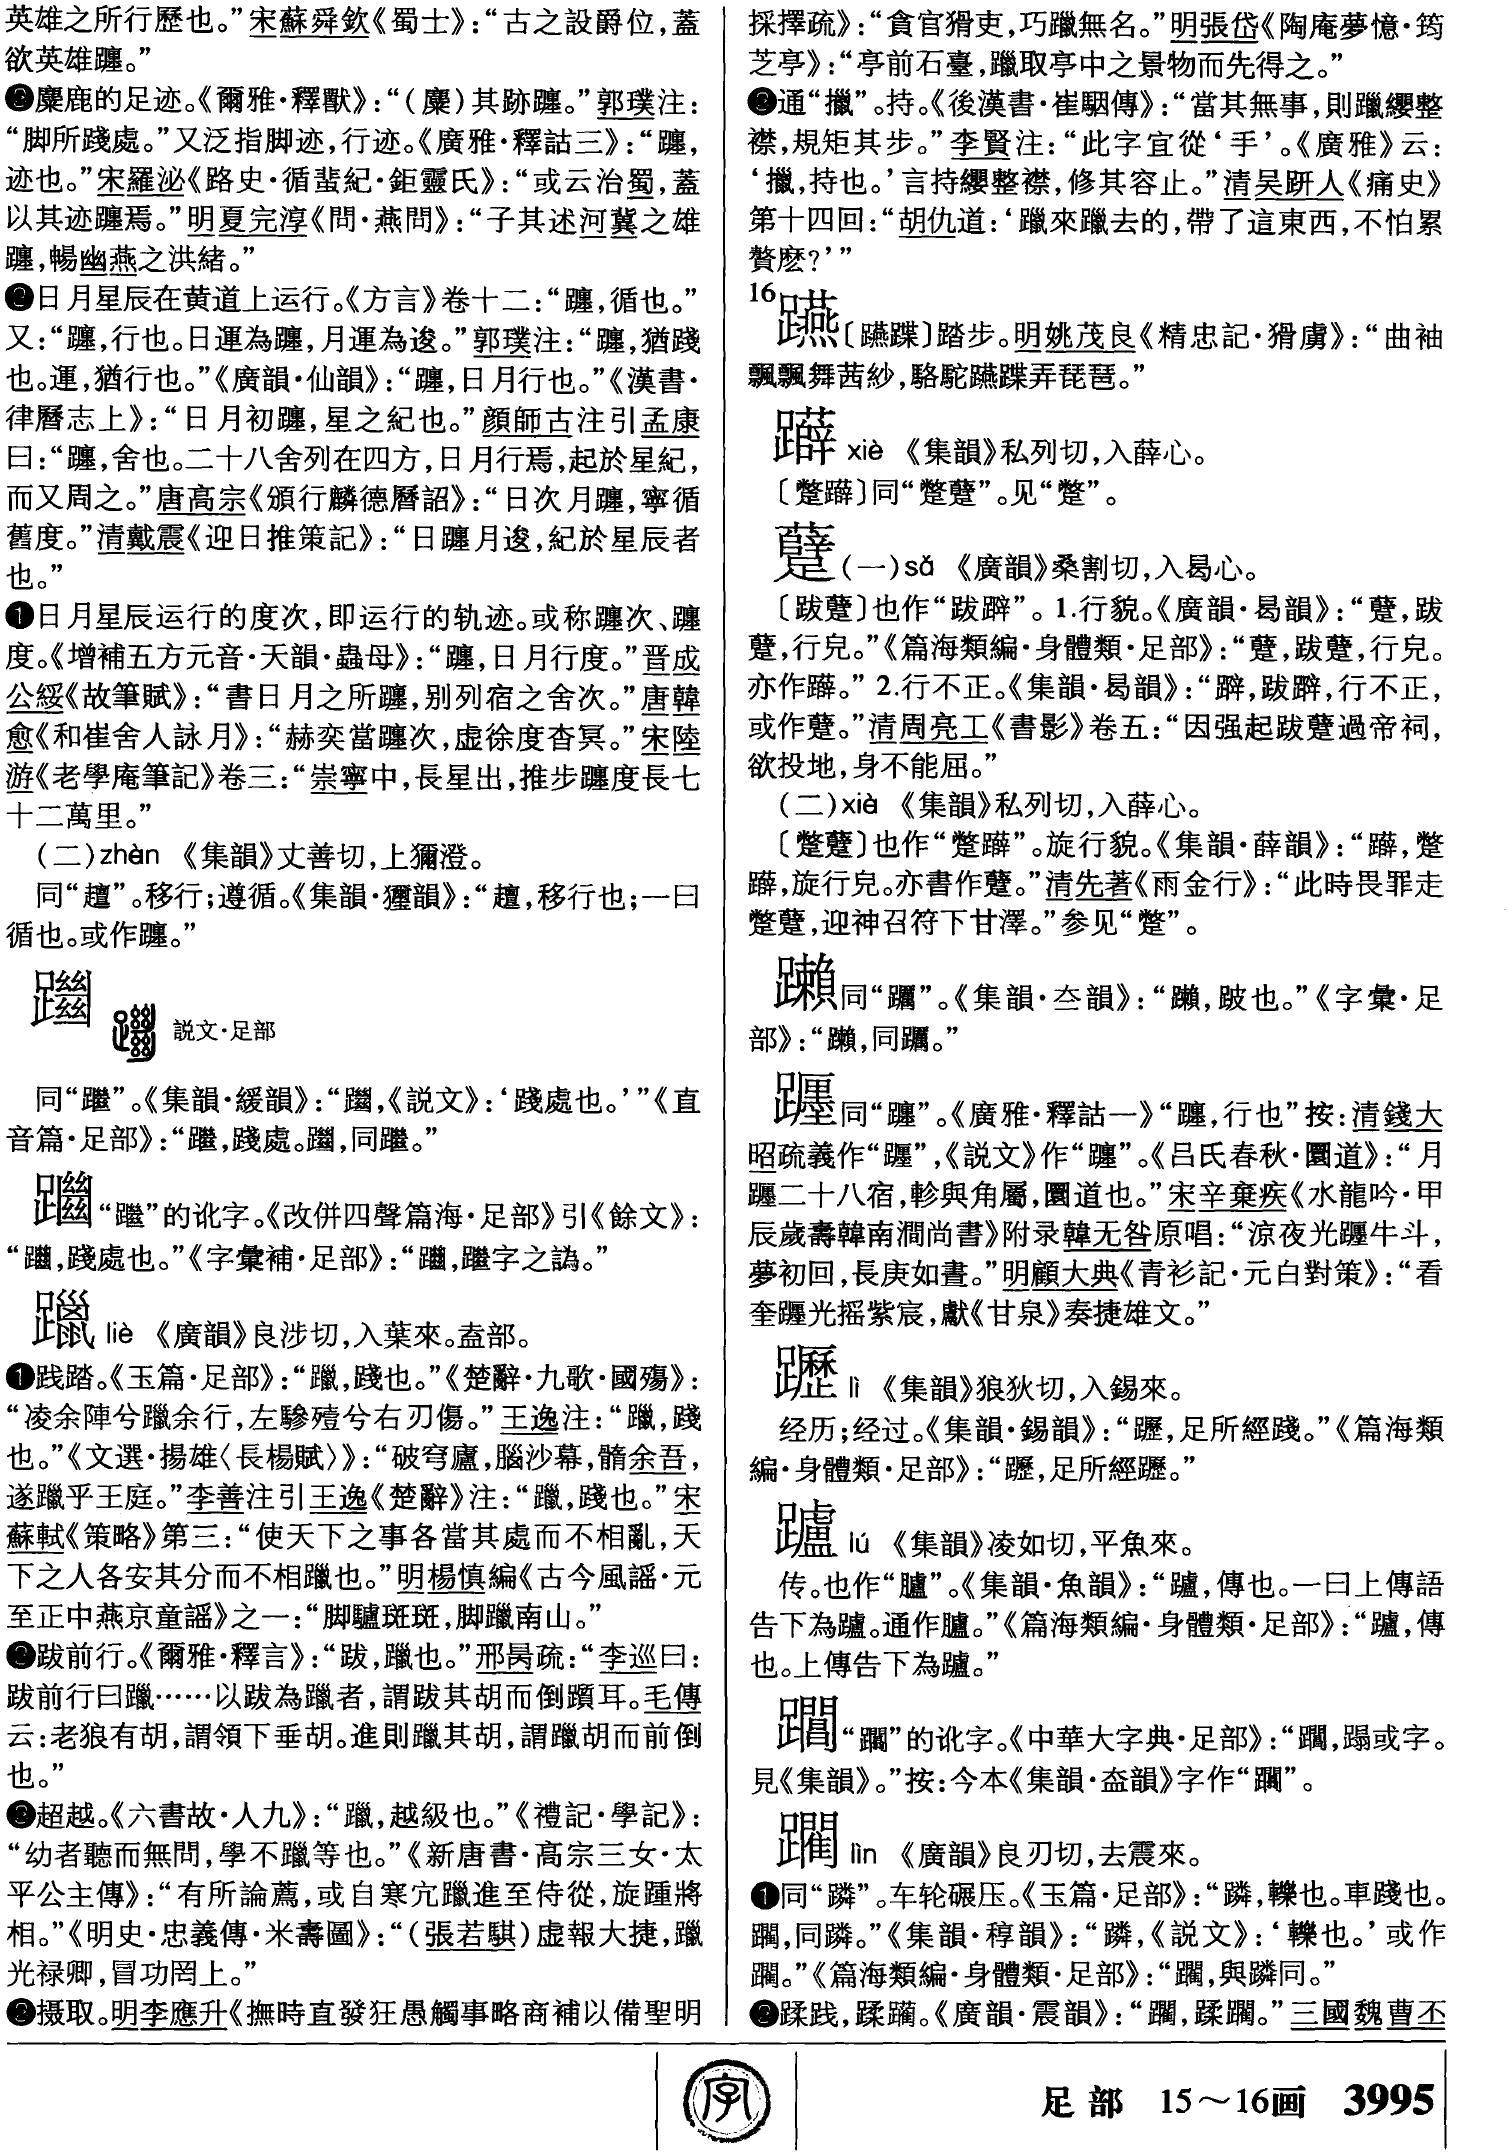 英雄之所行歷也。”宋蘇舜欽《蜀士》：“古之設爵位，蓋
欲英雄躔。”
❷麋鹿的足迹。《爾雅·釋獸》：“（麋）其跡躔。”郭璞注：
“脚所踐處。”又泛指脚迹，行迹。《廣雅·釋詁三》：“躔，
迹也。”宋羅泌《路史·循蜚紀·鉅靈氏》：“或云治蜀，蓋
以其迹躔焉。”明夏完淳《問·燕問》：“子其述河冀之雄
躔，暢幽燕之洪緒。”
❸日月星辰在黄道上运行。《方言》卷十二：“躔，循也。”
又：“躔，行也。日運為躔，月運為逡。”郭璞注：“躔，猶踐
也。運，猶行也。”《廣韻·仙韻》：“躔，日月行也。”《漢書·
律曆志上》：“日月初躔，星之紀也。”顔師古注引孟康
曰：“躔，舍也。二十八舍列在四方，日月行焉，起於星紀，
而又周之。”唐高宗《頒行麟德曆詔》：“日次月躔，寧循
舊度。”清戴震《迎日推策記》：“日躔月逡，紀於星辰者
也。”
❹日月星辰运行的度次，即运行的轨迹。或称躔次、躔
度。《增補五方元音·天韻·蟲母》：“躔，日月行度。”晋成
公綏《故筆賦》：“書日月之所躔，别列宿之舍次。”唐韓
愈《和崔舍人詠月》：“赫奕當躔次，虚徐度杳冥。”宋陸
游《老學庵筆記》卷三：“崇寧中，長星出，推步躔度長七
十二萬里。”
（二）zhàn 《集韻》丈善切，上獮澄。
同“趲”。移行；遵循。《集韻·獮韻》：“邅，移行也；一曰
循也。或作躔。”
説文·足部
同“躖”。《集韻·緩韻》：“《説文》：‘踐處也。’”《直
音篇·足部》：“踐處。”
的讹字。《改併四聲篇海·足部》引《餘文》：
“踐處也。”《字彙補·足部》：“字之譌。”
躐 liè 《廣韻》良涉切，入葉來。盍部。
❶践踏。《玉篇·足部》：“躐，踐也。”《楚辭·九歌·國殤》：
“凌余陣兮躐余行，左驂殪兮右刃傷。”王逸注：“躐，踐
也。”《文選·揚雄〈長楊賦〉》：“破穹廬，腦沙幕，髓余吾，
遂躐乎王庭。”李善注引王逸《楚辭》注：“躐，踐也。”宋
蘇軾《策略》第三：“使天下之事各當其處而不相亂，天
下之人各安其分而不相躐也。”明楊慎編《古今風謡·元
至正中燕京童謡》之一：“脚驢斑斑，脚躐南山。”
❷跋前行。《爾雅·釋言》：“跋，躐也。”邢昺疏：“李巡曰：
跋前行曰躐……以跋為躐者，謂跋其胡而倒躓耳。毛傳
云：老狼有胡，謂領下垂胡。進則躐其胡，謂躐胡而前倒
也。”
❸超越。《六書故·人九》：“躐，越級也。”《禮記·學記》：
“幼者聽而無問，學不躐等也。”《新唐書·高宗三女·太
平公主傳》：“有所論薦，或自寒宂躐進至侍從，旋踵將
相。”《明史·忠義傳·米壽圖》：“（張若騏）虚報大捷，躐
光禄卿，冒功罔上。”
❹摄取。明李應升《撫時直發狂愚觸事略商補以備聖明
採擇疏》：“貪官猾吏，巧躐無名。”明張岱《陶庵夢憶·筠
芝亭》：“亭前石臺，躐取亭中之景物而先得之。”
❺通“擸”。持。《後漢書·崔駰傳》：“當其無事，則躐纓整
襟，規矩其步。”李賢注：“此字宜從‘手’。《廣雅》云：
‘擸，持也。’言持纓整襟，修其容止。”清吴趼人《痛史》
第十四回：“胡仇道：‘躐來躐去的，帶了這東西，不怕累
贅麽？’”
16
〔䠾蹀〕踏步。明姚茂良《精忠記·猾虜》：“曲袖
飄飄舞茜紗，駱駝蹀弄琵琶。”
xiè 《集韻》私列切，入薛心。
同“蹩躠”。见“蹩”。
躠（一）sǎ 《廣韻》桑割切，入曷心。
〔跋躠〕也作“跋躃”。1.行貌。《廣韻·曷韻》：“躠，跋
躠，行皃。”《篇海類編·身體類·足部》：“躠，跋躠，行皃。
亦作。”2.行不正。《集韻·曷韻》：“跋，行不正，
或作躠。”清周亮工《書影》卷五：“因强起跋躠過帝祠，
欲投地，身不能屈。”
（二）xiè 《集韻》私列切，入薛心。
〔蹩躠〕也作“蹩”。旋行貌。《集韻·薛韻》：“蹩
，旋行皃。亦書作躠。”清先著《雨金行》：“此時畏罪走
蹩躠，迎神召符下甘澤。”参见“蹩”。
同“𨇗”。《集韻·夳韻》：“跛也。”《字彙·足
部》：“同。”
同“躔”。《廣雅·釋詁一》“躔，行也”按：清錢大
昭疏義作“”，《説文》作“躔”。《吕氏春秋·圜道》：“月
躔二十八宿，軫與角屬，圜道也。”宋辛棄疾《水龍吟·甲
辰歲壽韓南澗尚書》附录韓无咎原唱：“涼夜光躔牛斗，
夢初回，長庚如晝。”明顧大典《青衫記·元白對策》：“看
奎躔光摇紫宸，獻《甘泉》奏捷雄文。”
躒 lì 《集韻》狼狄切，入錫來。
经历；经过。《集韻·錫韻》：“足所經踐。”《篇海類
編·身體類·足部》：“足所經。”
lú 《集韻》凌如切，平魚來。
传。也作“臚”。《集韻·魚韻》：“傳也。一曰上傳語
告下為。通作臚。”《篇海類編·身體類·足部》：“傳
也。上傳告下為。”
的讹字。《中華大字典·足部》：“蹋或字。
見《集韻》。”按：今本《集韻·盍韻》字作。
躙 lìn 《廣韻》良刃切，去震來。
❶同“蹸”。车轮碾压。《玉篇·足部》：“蹸，轢也。車踐也。
躙，同蹸。”《集韻·稕韻》：“蹸，《説文》：‘轢也。’或作
躙。”《篇海類編·身體類·足部》：“躙，與蹸同。”
❷蹂践，蹂躏。《廣韻·震韻》：“躙，蹂躙。”三國魏曹丕
字
足部 15～16画 3995